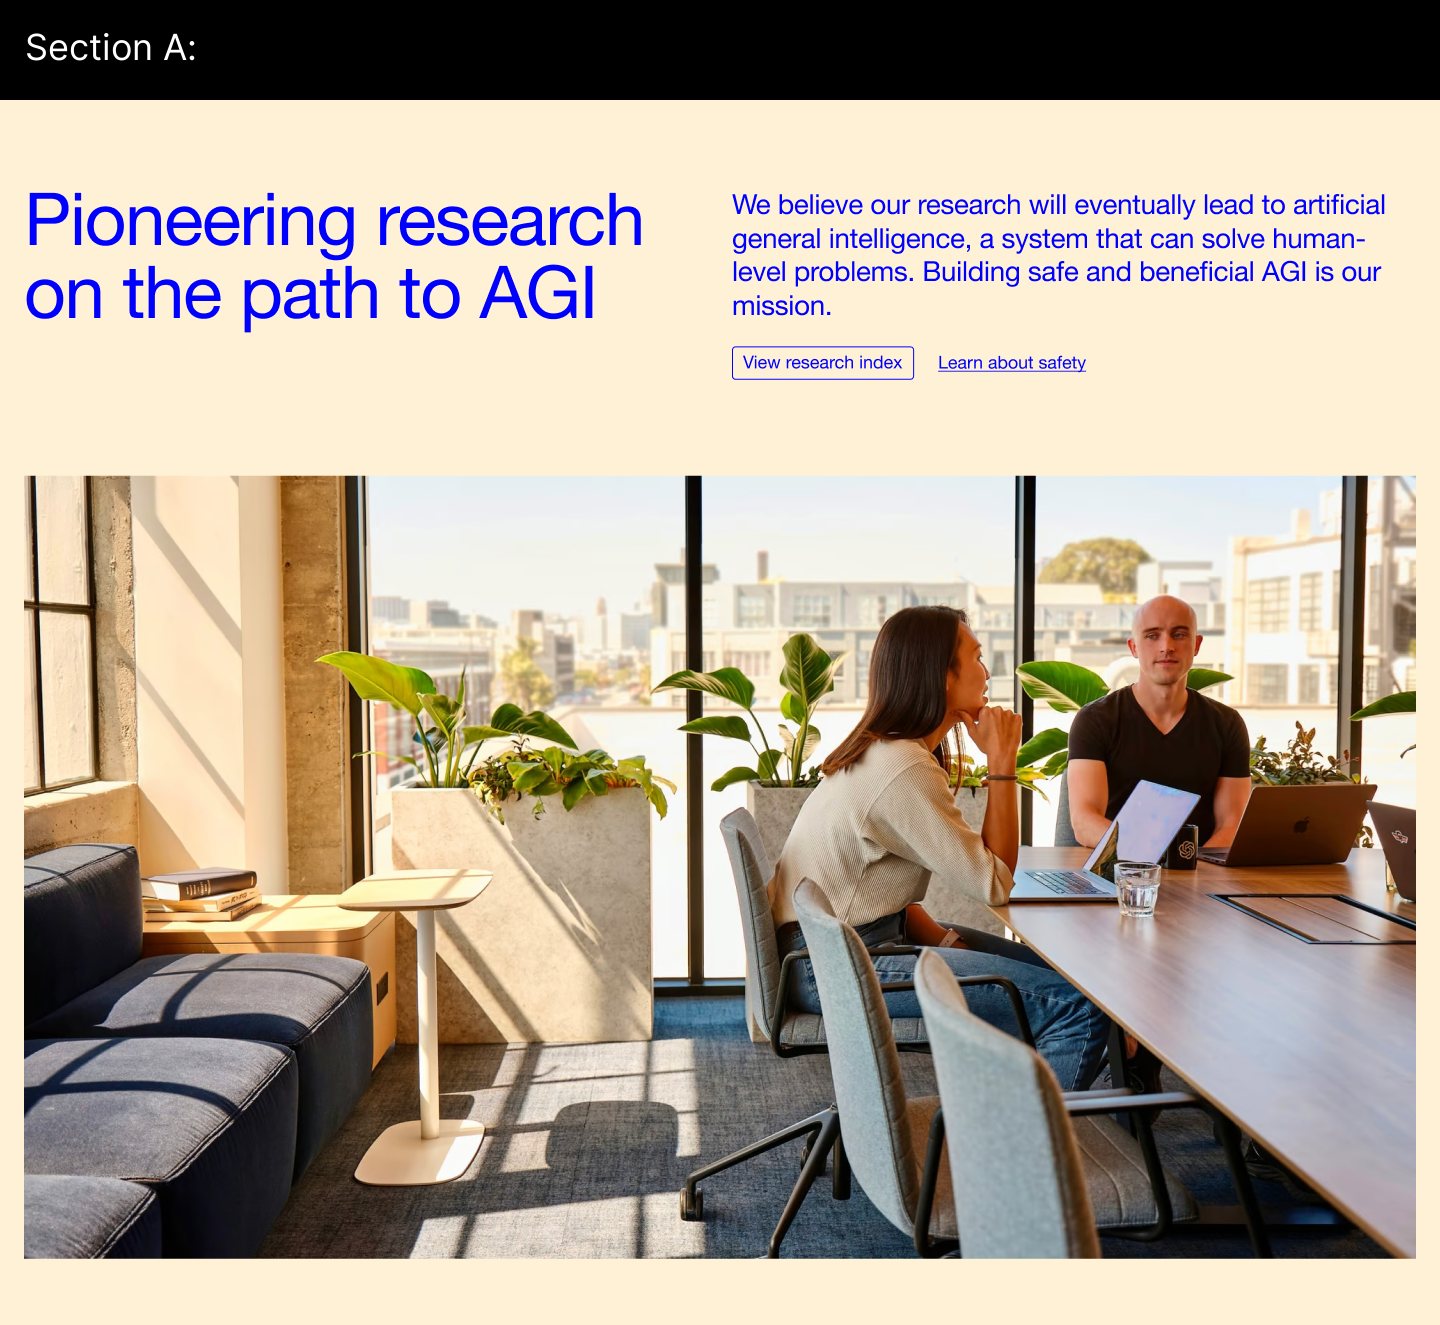 Section A:
Pioneering research
on the path to AGI
We believe our research will eventually lead to artificial
general intelligence, a system that can solve human-
level problems. Building safe and beneficial AGI is our
mission.
View research index
Learn about safety